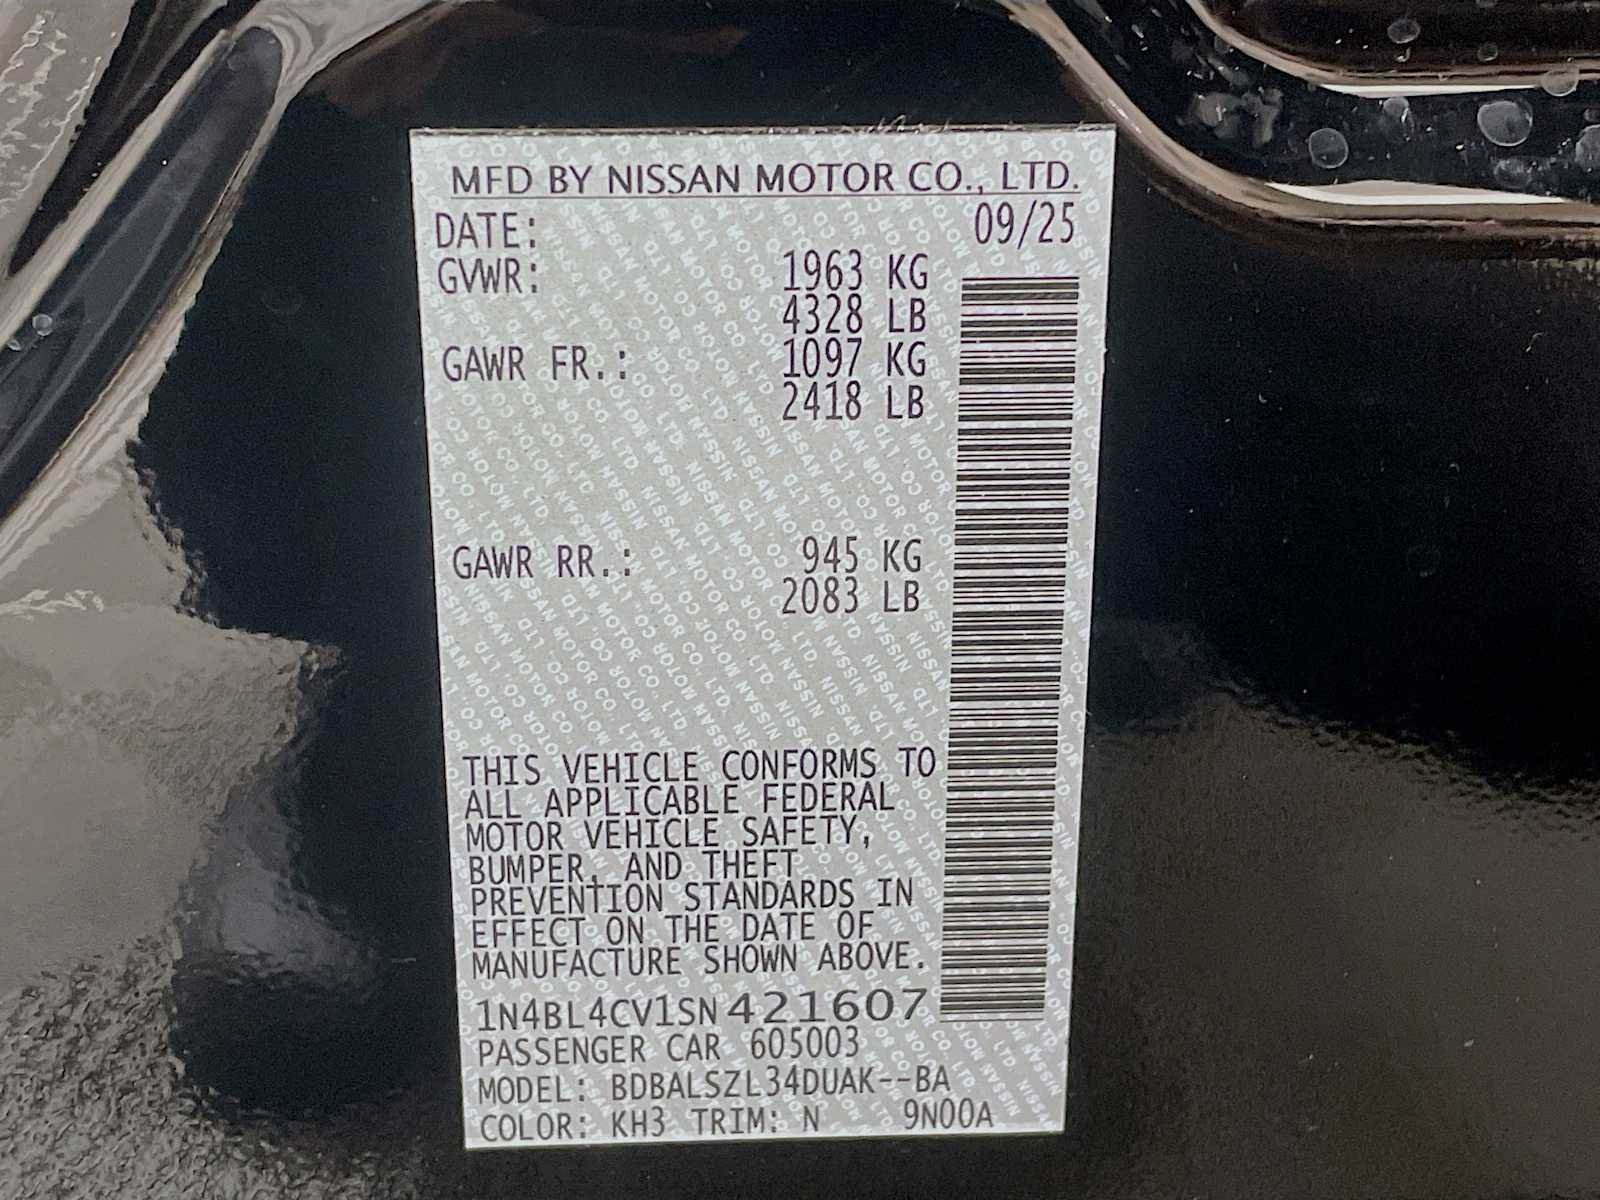 MFD BY NISSAN MOTOR CO., LTD.
DATE: 09/25
GVWR: 1963 KG
4328 LB
GAWR FR.: 1097 KG
2418 LB
GAWR RR.: 945 KG
2083 LB
THIS VEHICLE CONFORMS TO
ALL APPLICABLE FEDERAL
MOTOR VEHICLE SAFETY,
BUMPER, AND THEFT
PREVENTION STANDARDS IN
EFFECT ON THE DATE OF
MANUFACTURE SHOWN ABOVE.
1N4BL4CV1SN421607
PASSENGER CAR 605003
MODEL: BDBALSZL34DUAK--BA
COLOR: KH3 TRIM: N 9N00A